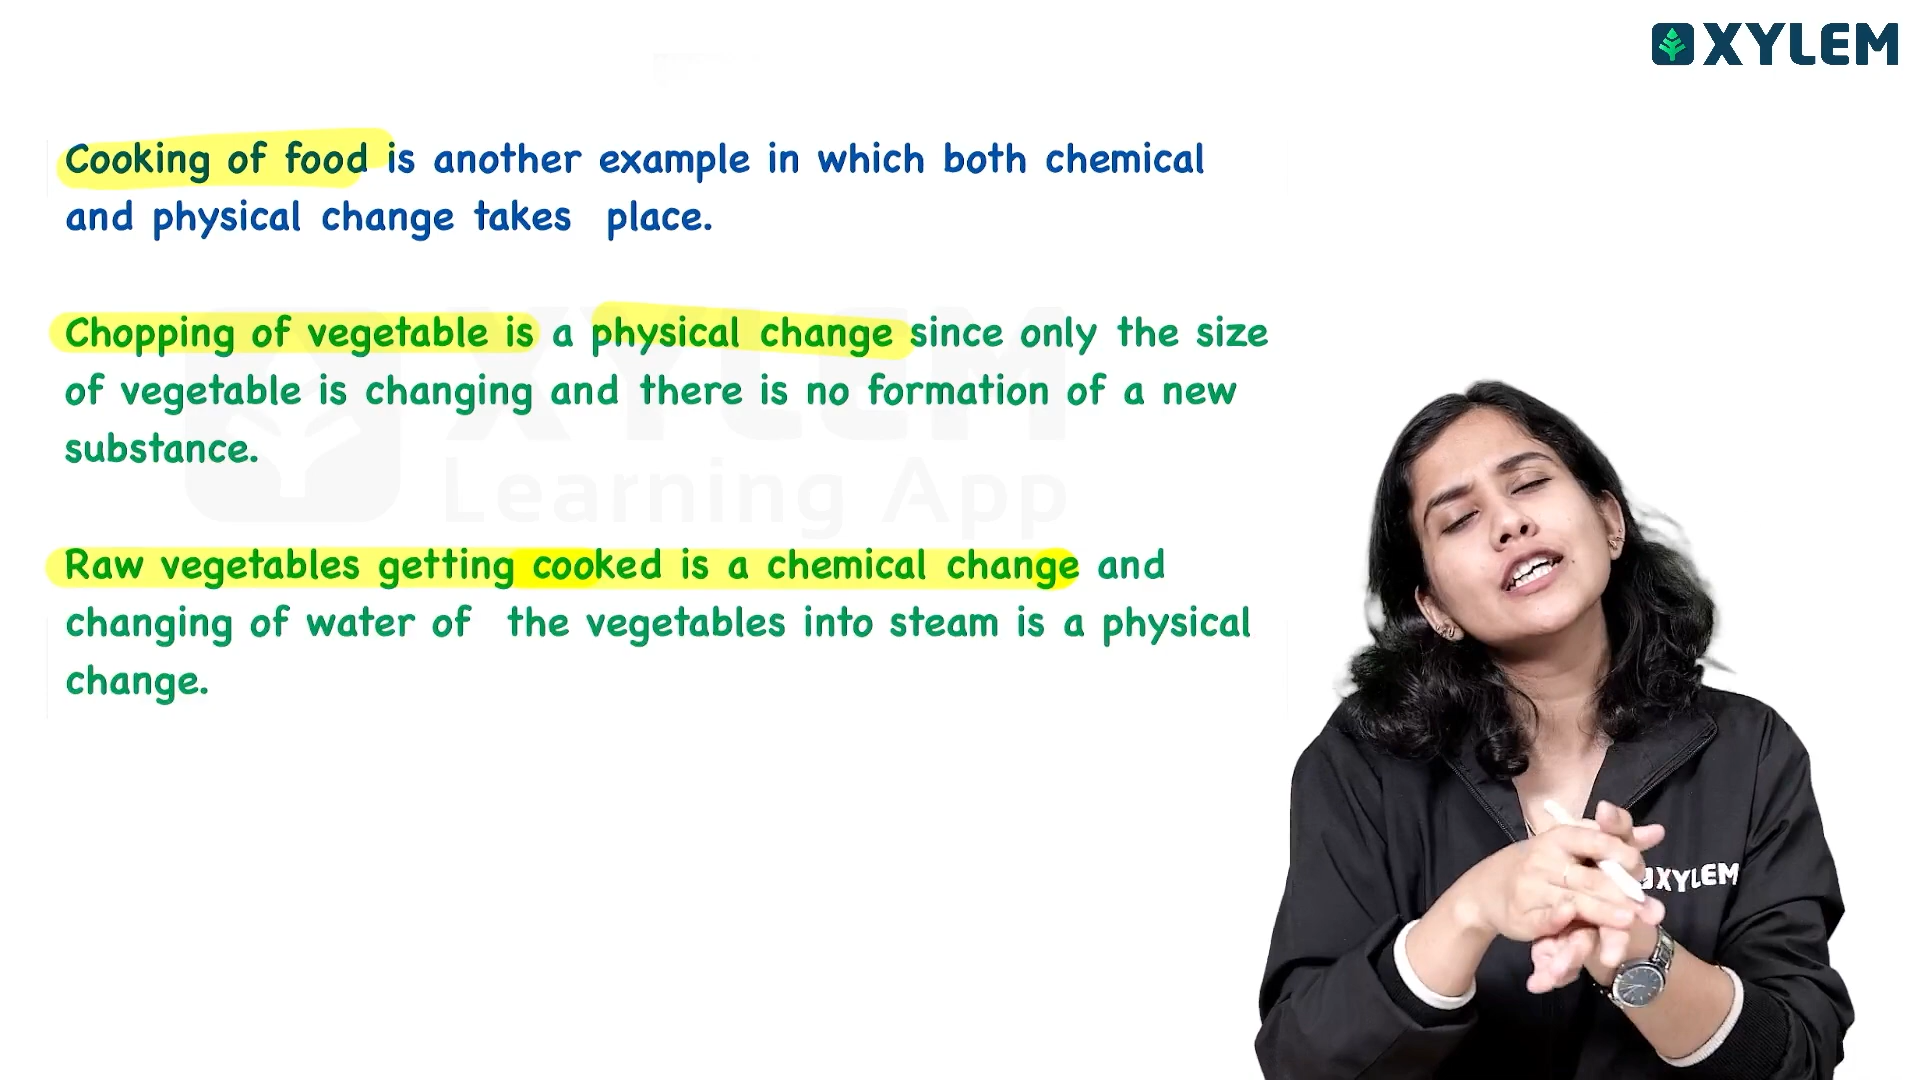 XYLEM
Cooking of food is another example in which both chemical
and physical change takes place.
Chopping of vegetable is a physical change since only the size
of vegetable is changing and there is no formation of a new
substance.
XYLEM
Learning App
Raw vegetables getting cooked is a chemical change and
changing of water of the vegetables into steam is a physical
change.
XYLEM